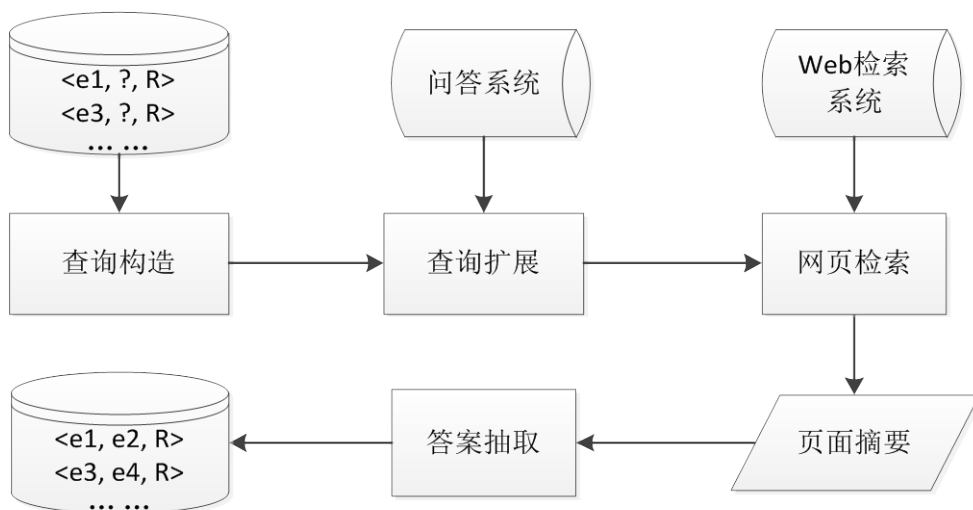 <e1, ?, R>
<e3, ?, R>
... ...
问答系统
Web检索
系统
查询构造
查询扩展
网页检索
<e1, e2, R>
<e3, e4, R>
... ...
答案抽取
页面摘要